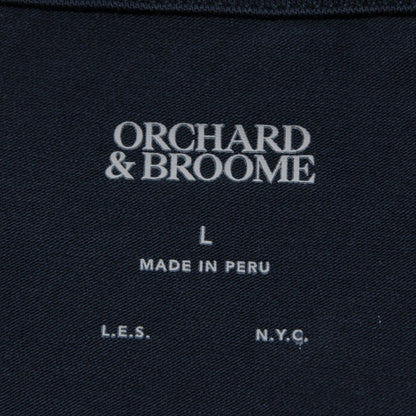 ORCHARD
& BROOME
L
MADE IN PERU
L.E.S. N.Y.C.